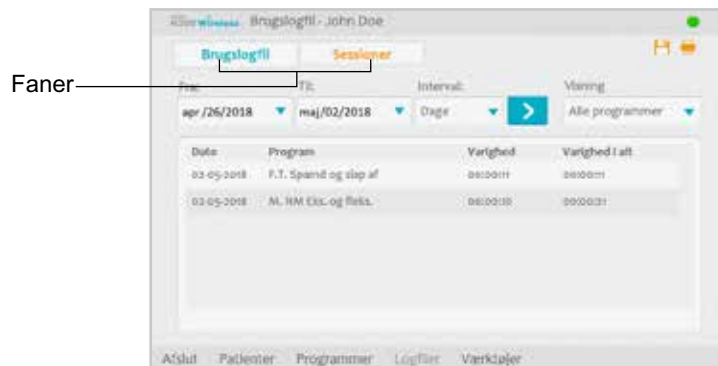 Brugslogfil - John Doe
Brugslogfil Sessioner
Faner
Fra: Til: Interval: Visning
apr/26/2018 maj/02/2018 Dage Alle programmer
Dato Program Varighed Varighed i alt
02-05-2018 F.T. Spænd og slap af 00:00:11 00:00:11
02-05-2018 M. NM Eks. og fleks. 00:00:10 00:00:21
Afslut Patienter Programmer Logfiler Værktøjer